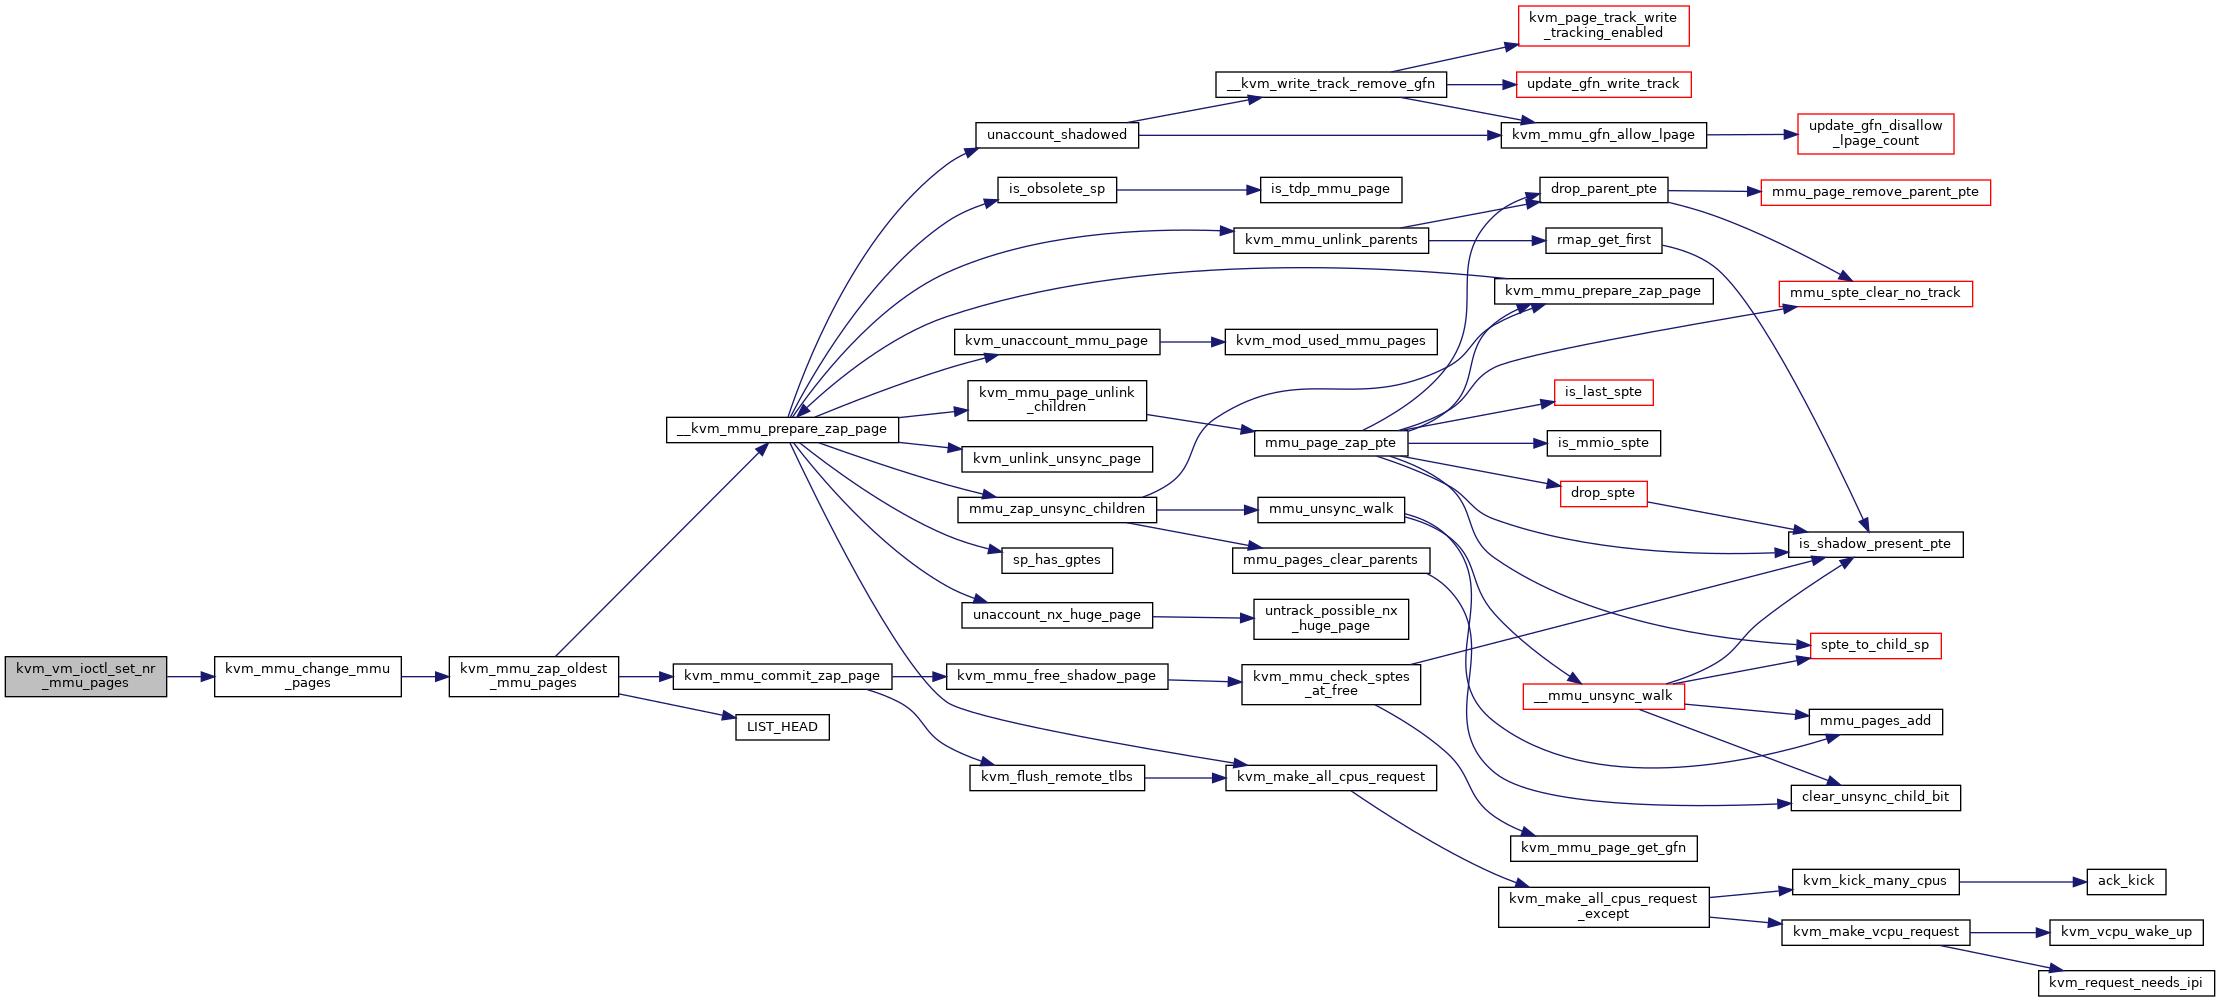 kvm_page_track_write
_tracking_enabled
__kvm_write_track_remove_gfn
update_gfn_write_track
unaccount_shadowed
kvm_mmu_gfn_allow_lpage
update_gfn_disallow
_lpage_count
is_obsolete_sp
is_tdp_mmu_page
drop_parent_pte
mmu_page_remove_parent_pte
kvm_mmu_unlink_parents
rmap_get_first
kvm_mmu_prepare_zap_page
mmu_spte_clear_no_track
kvm_unaccount_mmu_page
kvm_mod_used_mmu_pages
kvm_mmu_page_unlink
_children
is_last_spte
__kvm_mmu_prepare_zap_page
mmu_page_zap_pte
is_mmio_spte
kvm_unlink_unsync_page
drop_spte
mmu_zap_unsync_children
mmu_unsync_walk
is_shadow_present_pte
sp_has_gptes
mmu_pages_clear_parents
unaccount_nx_huge_page
untrack_possible_nx
_huge_page
spte_to_child_sp
kvm_vm_ioctl_set_nr
_mmu_pages
kvm_mmu_change_mmu
_pages
kvm_mmu_zap_oldest
_mmu_pages
kvm_mmu_commit_zap_page
kvm_mmu_free_shadow_page
kvm_mmu_check_sptes
_at_free
__mmu_unsync_walk
LIST_HEAD
mmu_pages_add
kvm_flush_remote_tlbs
kvm_make_all_cpus_request
clear_unsync_child_bit
kvm_mmu_page_get_gfn
kvm_make_all_cpus_request
_except
kvm_kick_many_cpus
ack_kick
kvm_make_vcpu_request
kvm_vcpu_wake_up
kvm_request_needs_ipi